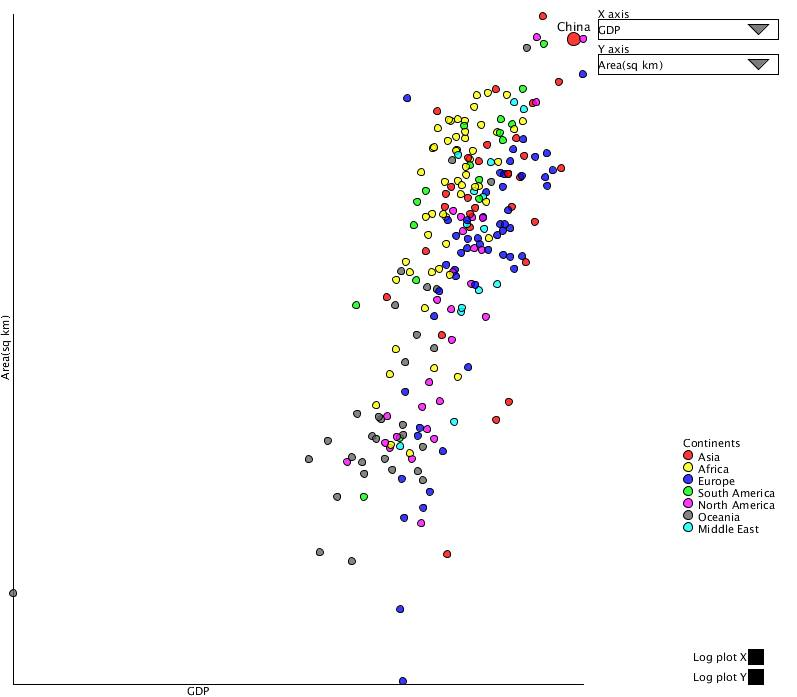 X axis
China
GDP
Y axis
Area(sq km)
Area(sq km)
Continents
Asia
Africa
Europe
South America
North America
Oceania
Middle East
Log plot X
Log plot Y
GDP